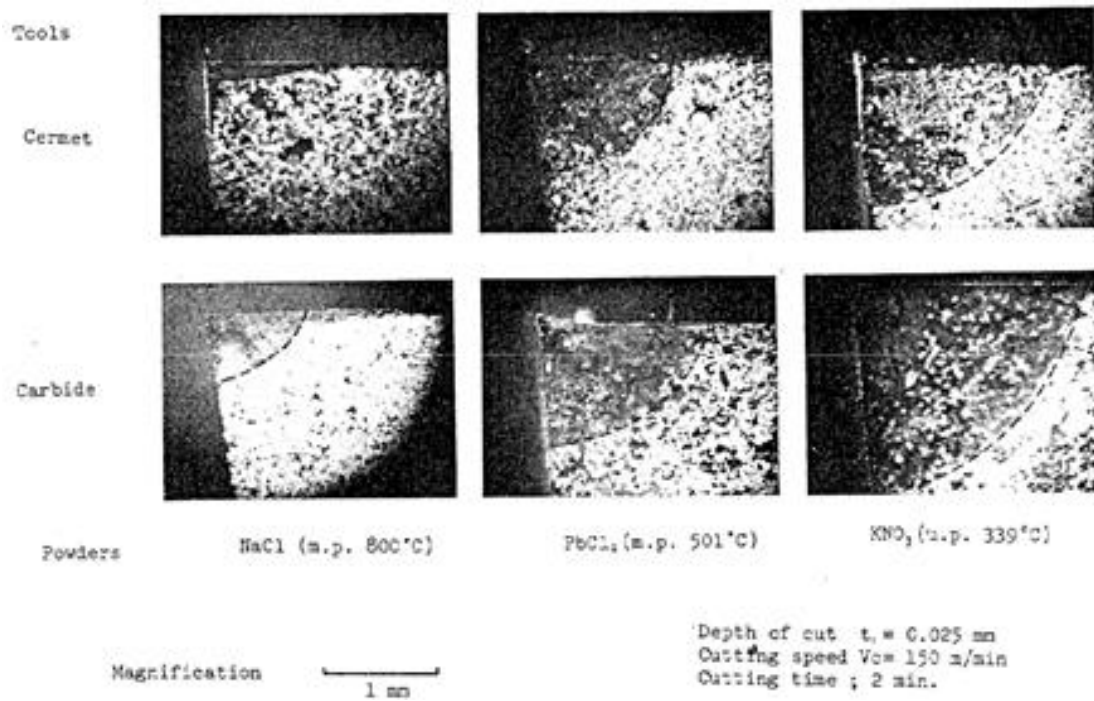 Tools
Cermet
Carbide
Powders
NaCl (m.p. 800°C)
PbCl₂ (m.p. 501°C)
KNO₃ (m.p. 339°C)
Magnification
1 mm
Depth of cut t₁ = 0.025 mm
Cutting speed Vc= 150 m/min
Cutting time ; 2 min.